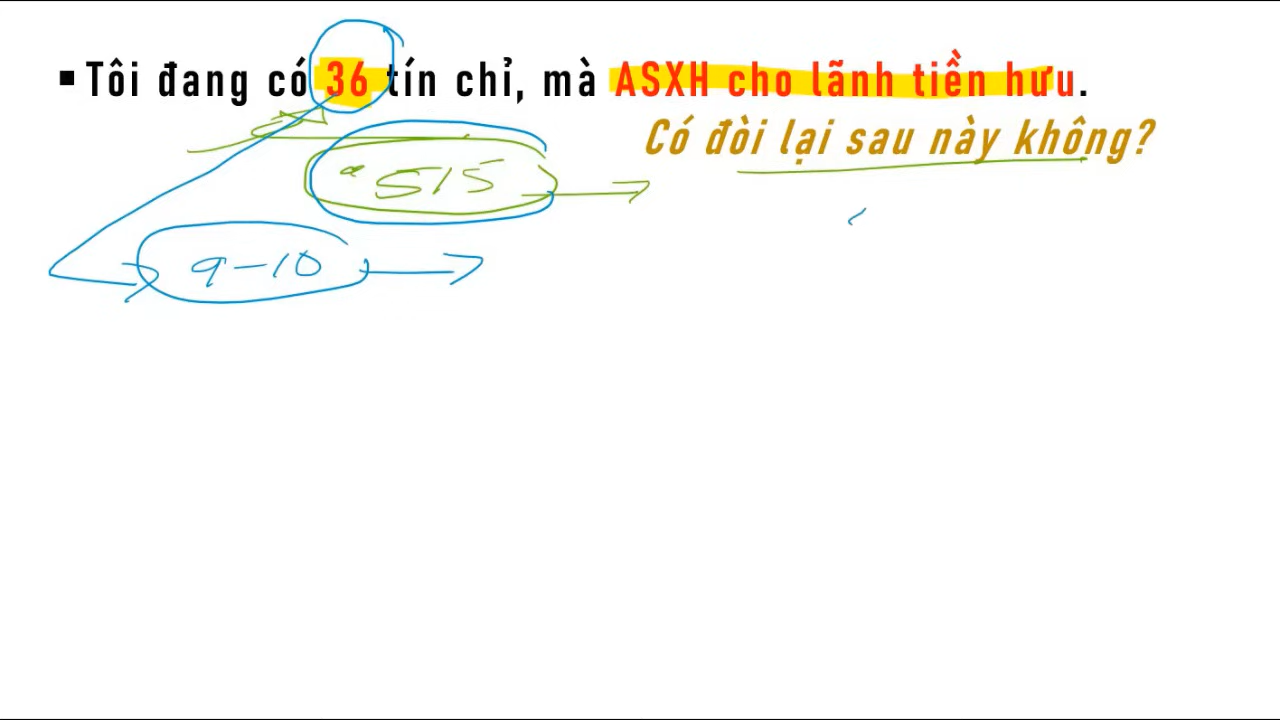 ▪ Tôi đang có 36 tín chỉ, mà ASXH cho lãnh tiền hưu.
Có đòi lại sau này không?
515
9-10